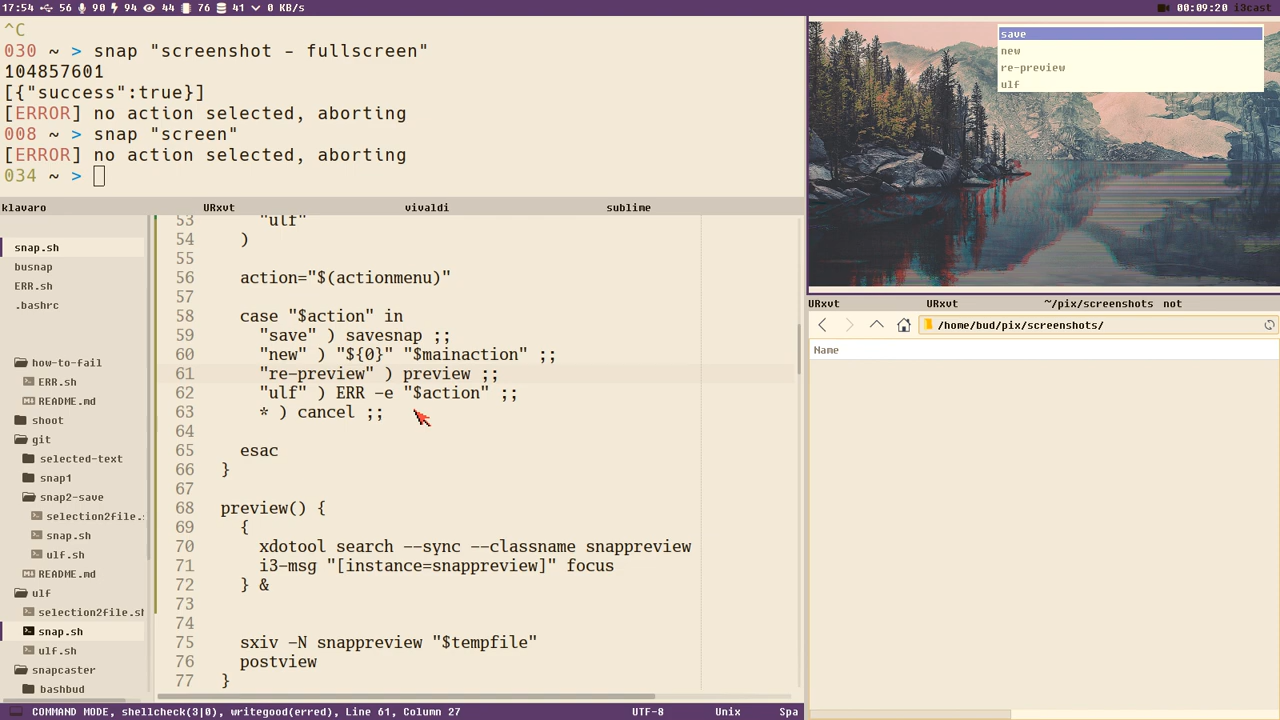 17:54 56 90 94 44 76 41 0 KB/s
00:09:20 i3cast
^C
030 ~ > snap "screenshot - fullscreen"
104857601
[{"success":true}]
[ERROR] no action selected, aborting
008 ~ > snap "screen"
[ERROR] no action selected, aborting
034 ~ >
klavaro URxvt vivaldi sublime
snap.sh
busnap
ERR.sh
.bashrc
how-to-fail
ERR.sh
README.md
shoot
git
selected-text
snap1
snap2-save
selection2file.s
snap.sh
ulf.sh
README.md
ulf
selection2file.sh
snap.sh
ulf.sh
snapcaster
bashbud
53 "ulf"
54 )
55
56 action="$(actionmenu)"
57
58 case "$action" in
59 "save" ) savesnap ;;
60 "new" ) "${0}" "$mainaction" ;;
61 "re-preview" ) preview ;;
62 "ulf" ) ERR -e "$action" ;;
63 * ) cancel ;;
64
65 esac
66 }
67
68 preview() {
69 {
70 xdotool search --sync --classname snappreview
71 i3-msg "[instance=snappreview]" focus
72 } &
73
74
75 sxiv -N snappreview "$tempfile"
76 postview
77 }
COMMAND MODE, shellcheck(3|0), writegood(erred), Line 61, Column 27 UTF-8 Unix Spa
save
new
re-preview
ulf
URxvt URxvt ~/pix/screenshots not
/home/bud/pix/screenshots/
Name